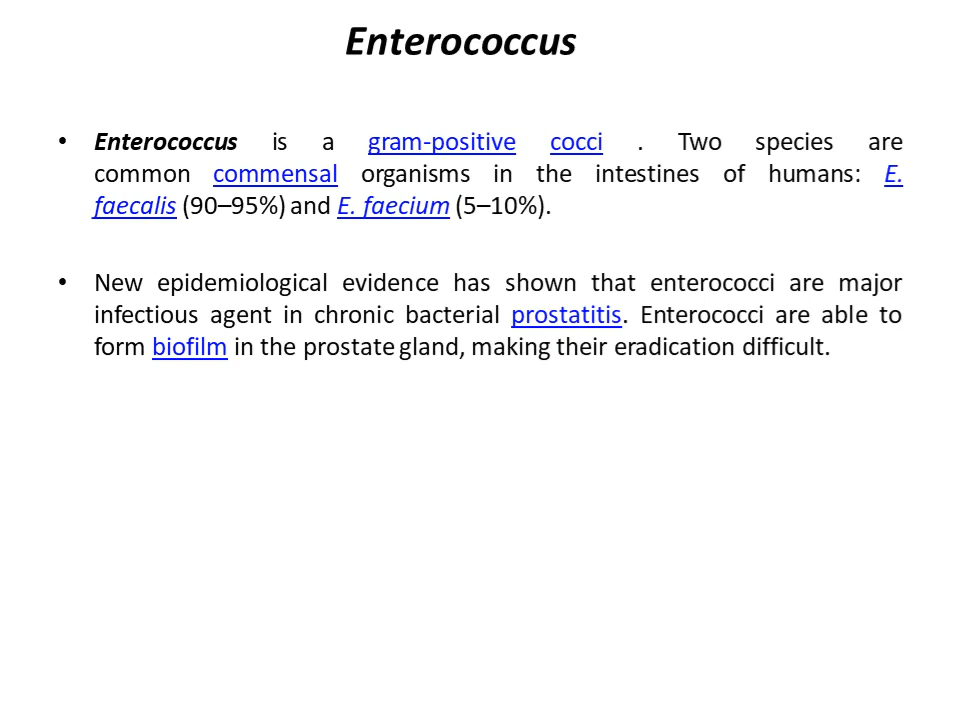 Enterococcus
• Enterococcus is a gram-positive cocci . Two species are
common commensal organisms in the intestines of humans: E.
faecalis (90–95%) and E. faecium (5–10%).
• New epidemiological evidence has shown that enterococci are major
infectious agent in chronic bacterial prostatitis. Enterococci are able to
form biofilm in the prostate gland, making their eradication difficult.